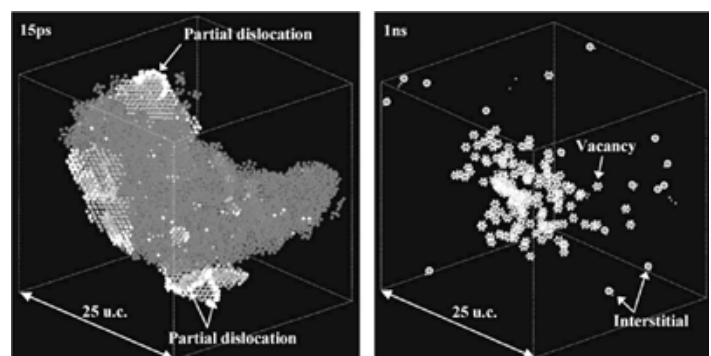 15ps
Partial dislocation
25 u.c.
Partial dislocation
1ns
Vacancy
25 u.c.
Interstitial